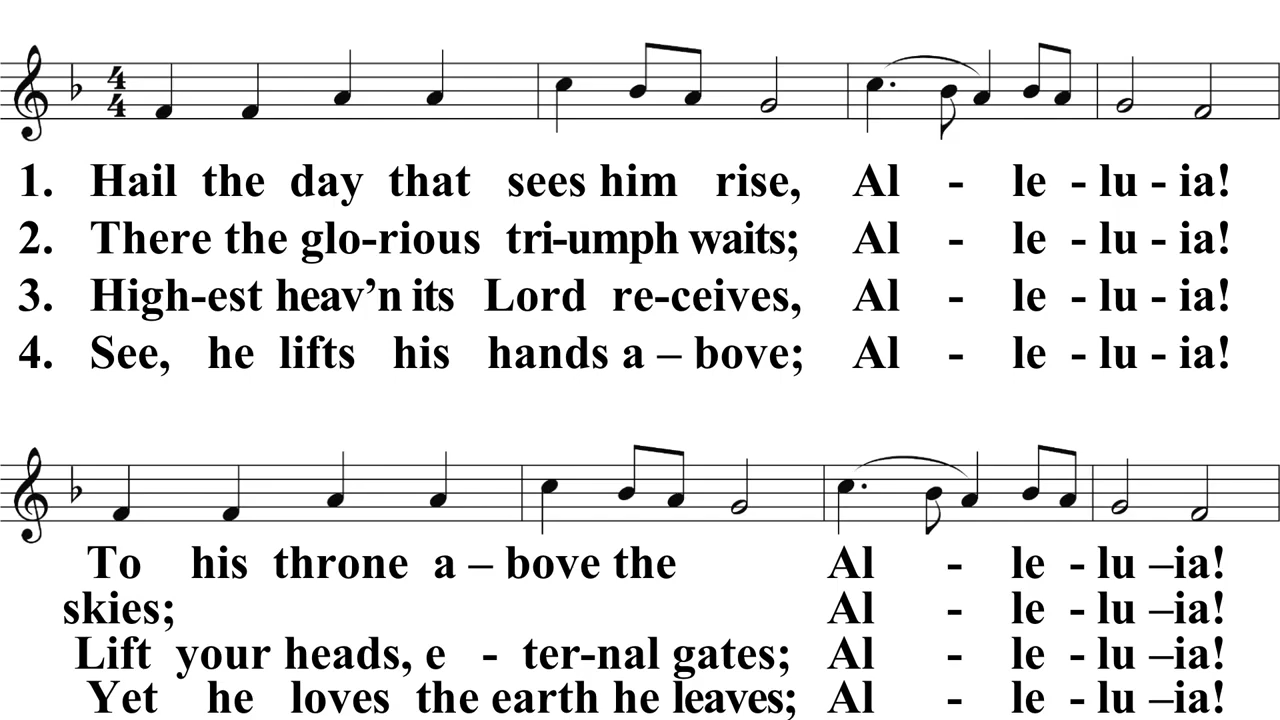 4
4
1. Hail the day that sees him rise, Al - le - lu - ia!
2. There the glo-rious tri-umph waits; Al - le - lu - ia!
3. High-est heav’n its Lord re-ceives, Al - le - lu - ia!
4. See, he lifts his hands a – bove; Al - le - lu - ia!
To his throne a – bove the Al - le - lu –ia!
skies; Al - le - lu –ia!
Lift your heads, e - ter-nal gates; Al - le - lu –ia!
Yet he loves the earth he leaves; Al - le - lu –ia!